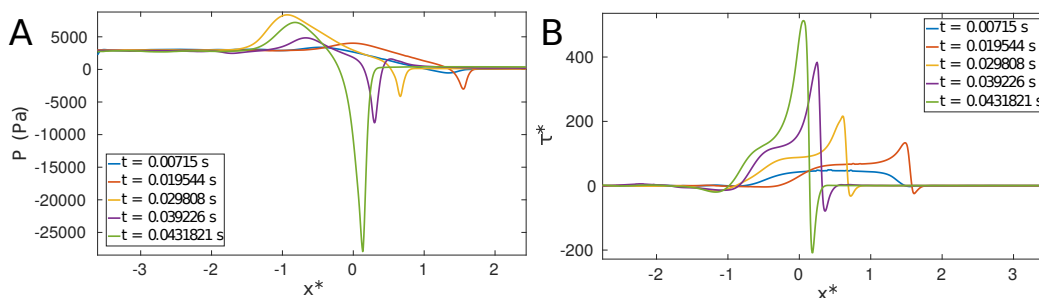 A
5000
0
-5000
-10000
-15000
-20000
-25000
P (Pa)
t = 0.00715 s
t = 0.019544 s
t = 0.029808 s
t = 0.039226 s
t = 0.0431821 s
-3
-2
-1
0
1
2
x*
B
400
200
0
-200
τ*
t = 0.00715 s
t = 0.019544 s
t = 0.029808 s
t = 0.039226 s
t = 0.0431821 s
-2
-1
0
1
2
3
x*